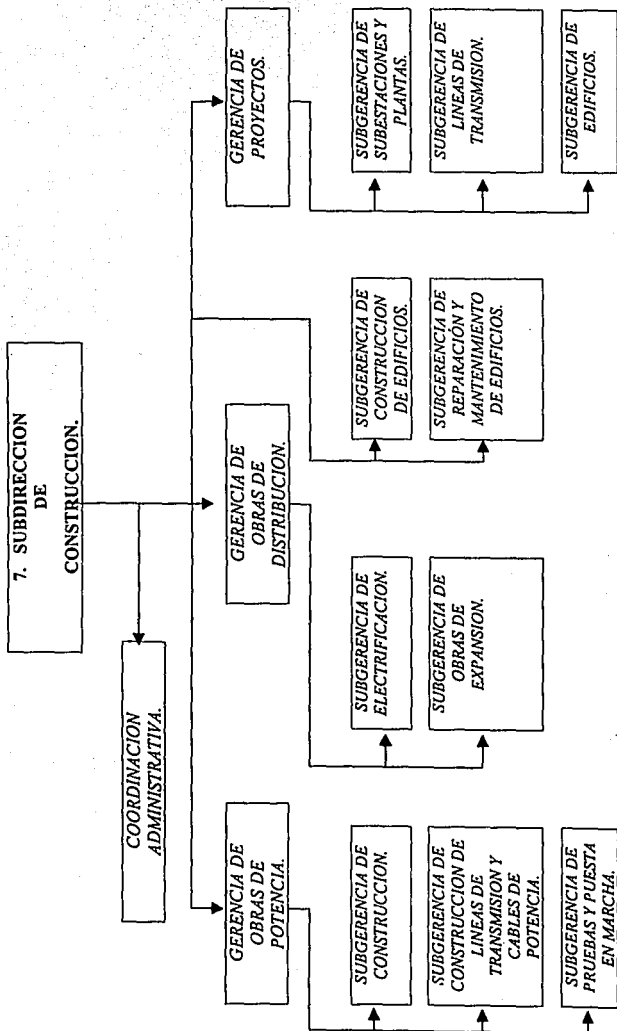 7. SUBDIRECCION
DE
CONSTRUCCION.
COORDINACION
ADMINISTRATIVA.
GERENCIA DE
OBRAS DE
POTENCIA.
GERENCIA DE
OBRAS DE
DISTRIBUCION.
GERENCIA DE
PROYECTOS.
SUBGERENCIA DE
CONSTRUCCION.
SUBGERENCIA DE
CONSTRUCCION DE
LINEAS DE
TRANSMISION Y
CABLES DE
POTENCIA.
SUBGERENCIA DE
PRUEBAS Y PUESTA
EN MARCHA.
SUBGERENCIA DE
ELECTRIFICACION.
SUBGERENCIA DE
OBRAS DE
EXPANSION.
SUBGERENCIA DE
CONSTRUCCION
DE EDIFICIOS.
SUBGERENCIA DE
REPARACIÓN Y
MANTENIMIENTO
DE EDIFICIOS.
SUBGERENCIA DE
SUBESTACIONES Y
PLANTAS.
SUBGERENCIA DE
LINEAS DE
TRANSMISION.
SUBGERENCIA DE
EDIFICIOS.